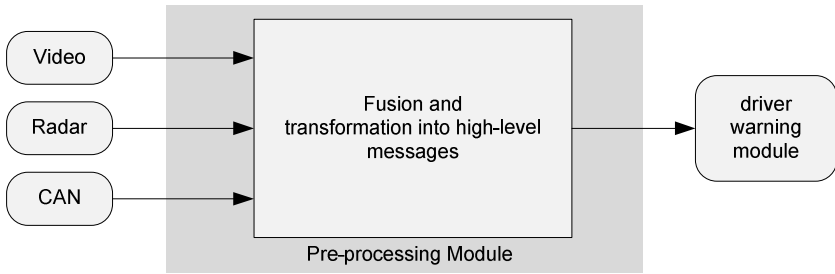 Video
Radar
CAN
Fusion and
transformation into high-level
messages
Pre-processing Module
driver
warning
module